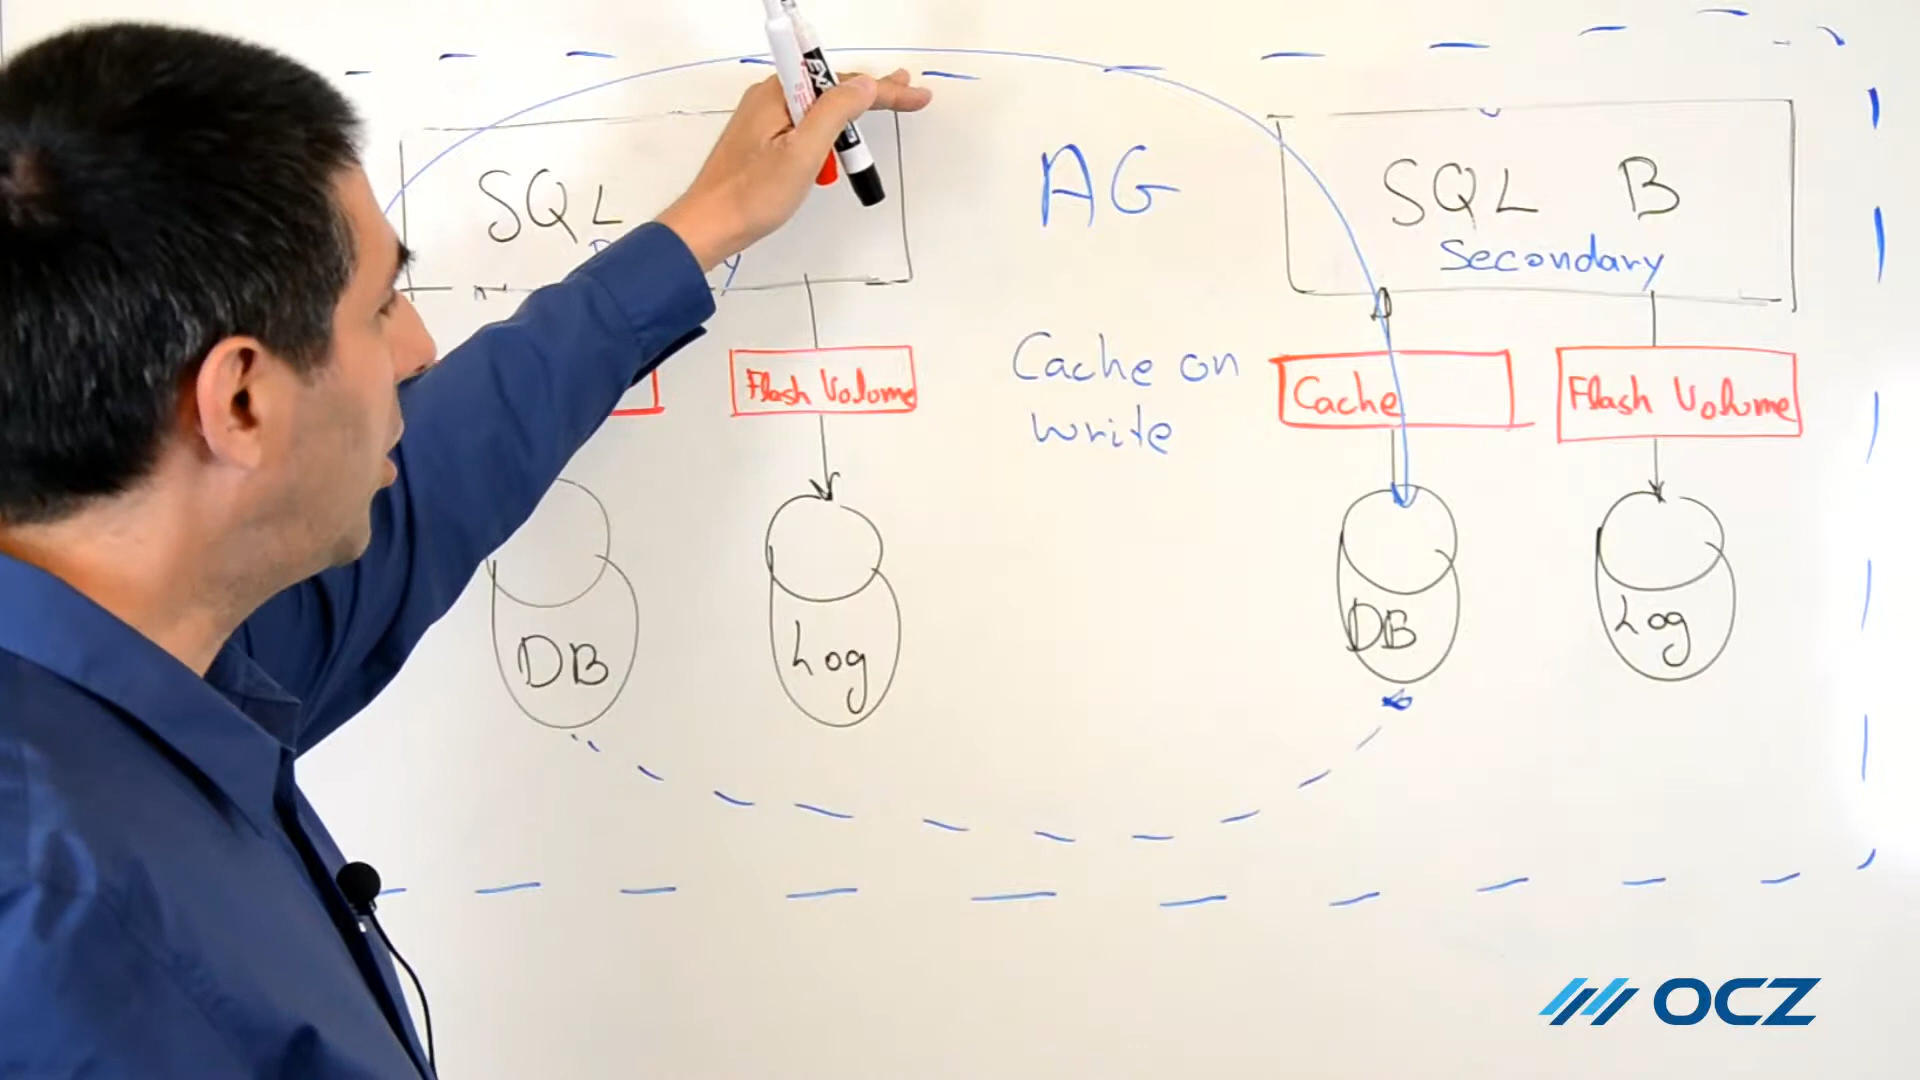 SQL
AG
SQL B
Secondary
Flash Volume
Cache on
write
Cache
Flash Volume
DB
Log
DB
Log
OCZ